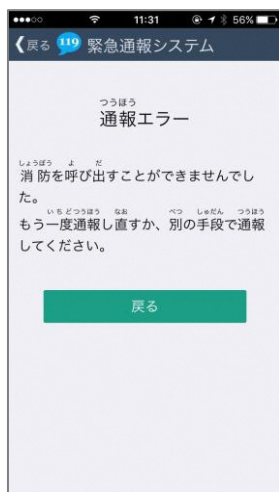 11:31
56%
戻る 119 緊急通報システム
つうほう
通報エラー
しょうぼう よ だ
消防を呼び出すことができませんでし
た。
いちどつうほう なお べつ しゅだん つうほう
もう一度通報し直すか、別の手段で通報
してください。
戻る